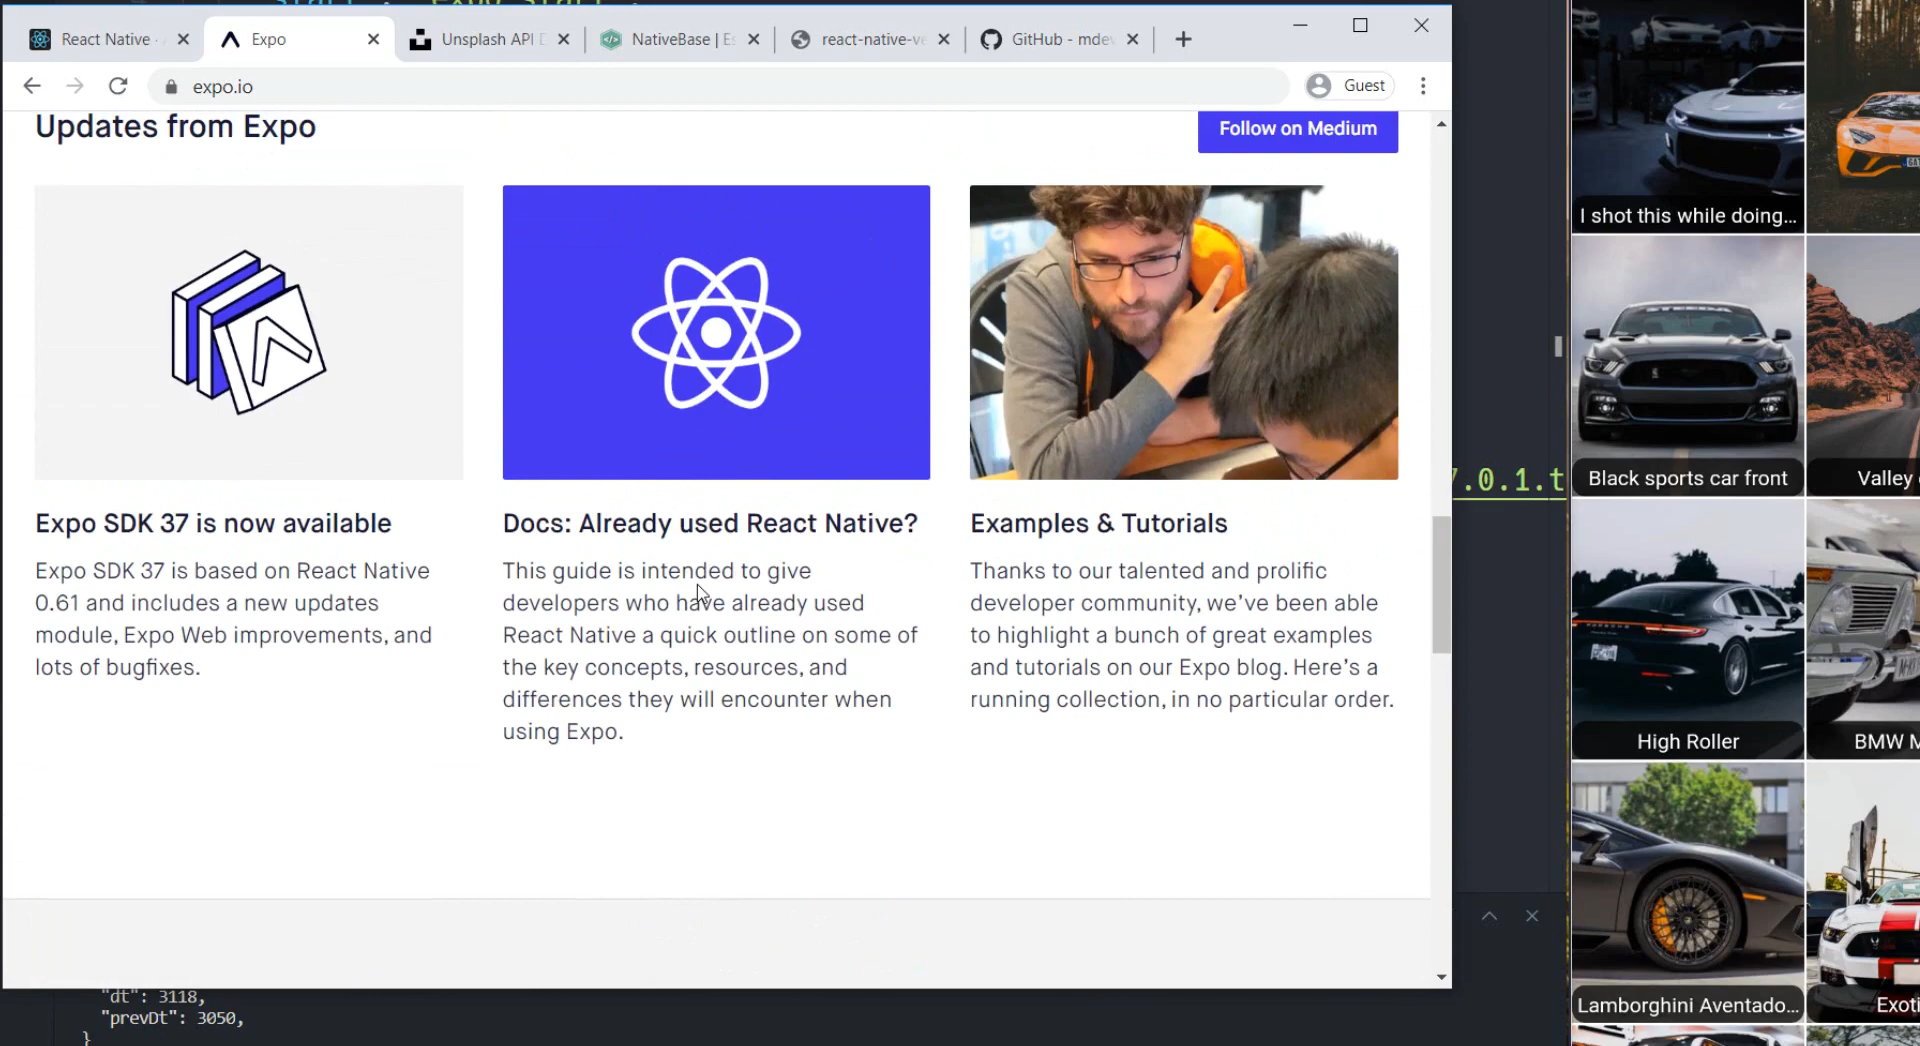 React Native ·
Expo
Unsplash API
NativeBase | Es
react-native-ve
GitHub - mdev
expo.io
Guest
Updates from Expo
Follow on Medium
Expo SDK 37 is now available
Expo SDK 37 is based on React Native
0.61 and includes a new updates
module, Expo Web improvements, and
lots of bugfixes.
Docs: Already used React Native?
This guide is intended to give
developers who have already used
React Native a quick outline on some of
the key concepts, resources, and
differences they will encounter when
using Expo.
Examples & Tutorials
Thanks to our talented and prolific
developer community, we've been able
to highlight a bunch of great examples
and tutorials on our Expo blog. Here's a
running collection, in no particular order.
.0.1.t
"dt": 3118,
"prevDt": 3050,
}
I shot this while doing...
Black sports car front
Valley
High Roller
BMW M
Lamborghini Aventado...
Exoti